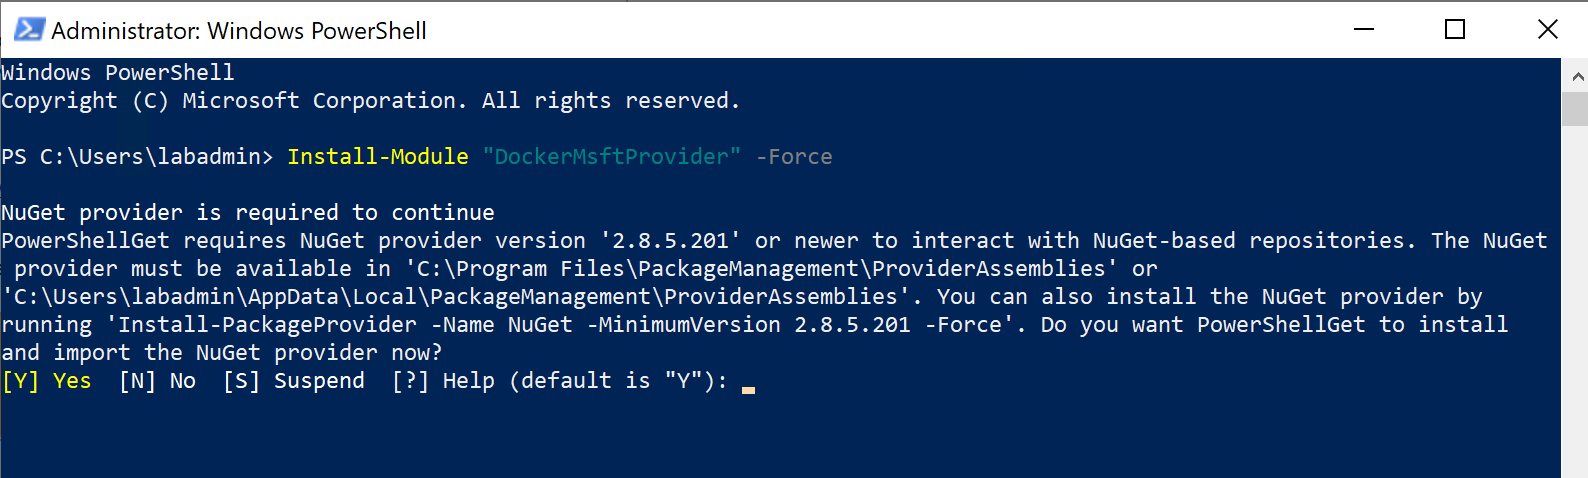 Administrator: Windows PowerShell
Windows PowerShell
Copyright (C) Microsoft Corporation. All rights reserved.
PS C:\Users\labadmin> Install-Module "DockerMsftProvider" -Force
NuGet provider is required to continue
PowerShellGet requires NuGet provider version '2.8.5.201' or newer to interact with NuGet-based repositories. The NuGet
provider must be available in 'C:\Program Files\PackageManagement\ProviderAssemblies' or
'C:\Users\labadmin\AppData\Local\PackageManagement\ProviderAssemblies'. You can also install the NuGet provider by
running 'Install-PackageProvider -Name NuGet -MinimumVersion 2.8.5.201 -Force'. Do you want PowerShellGet to install
and import the NuGet provider now?
[Y] Yes  [N] No  [S] Suspend  [?] Help (default is "Y"):